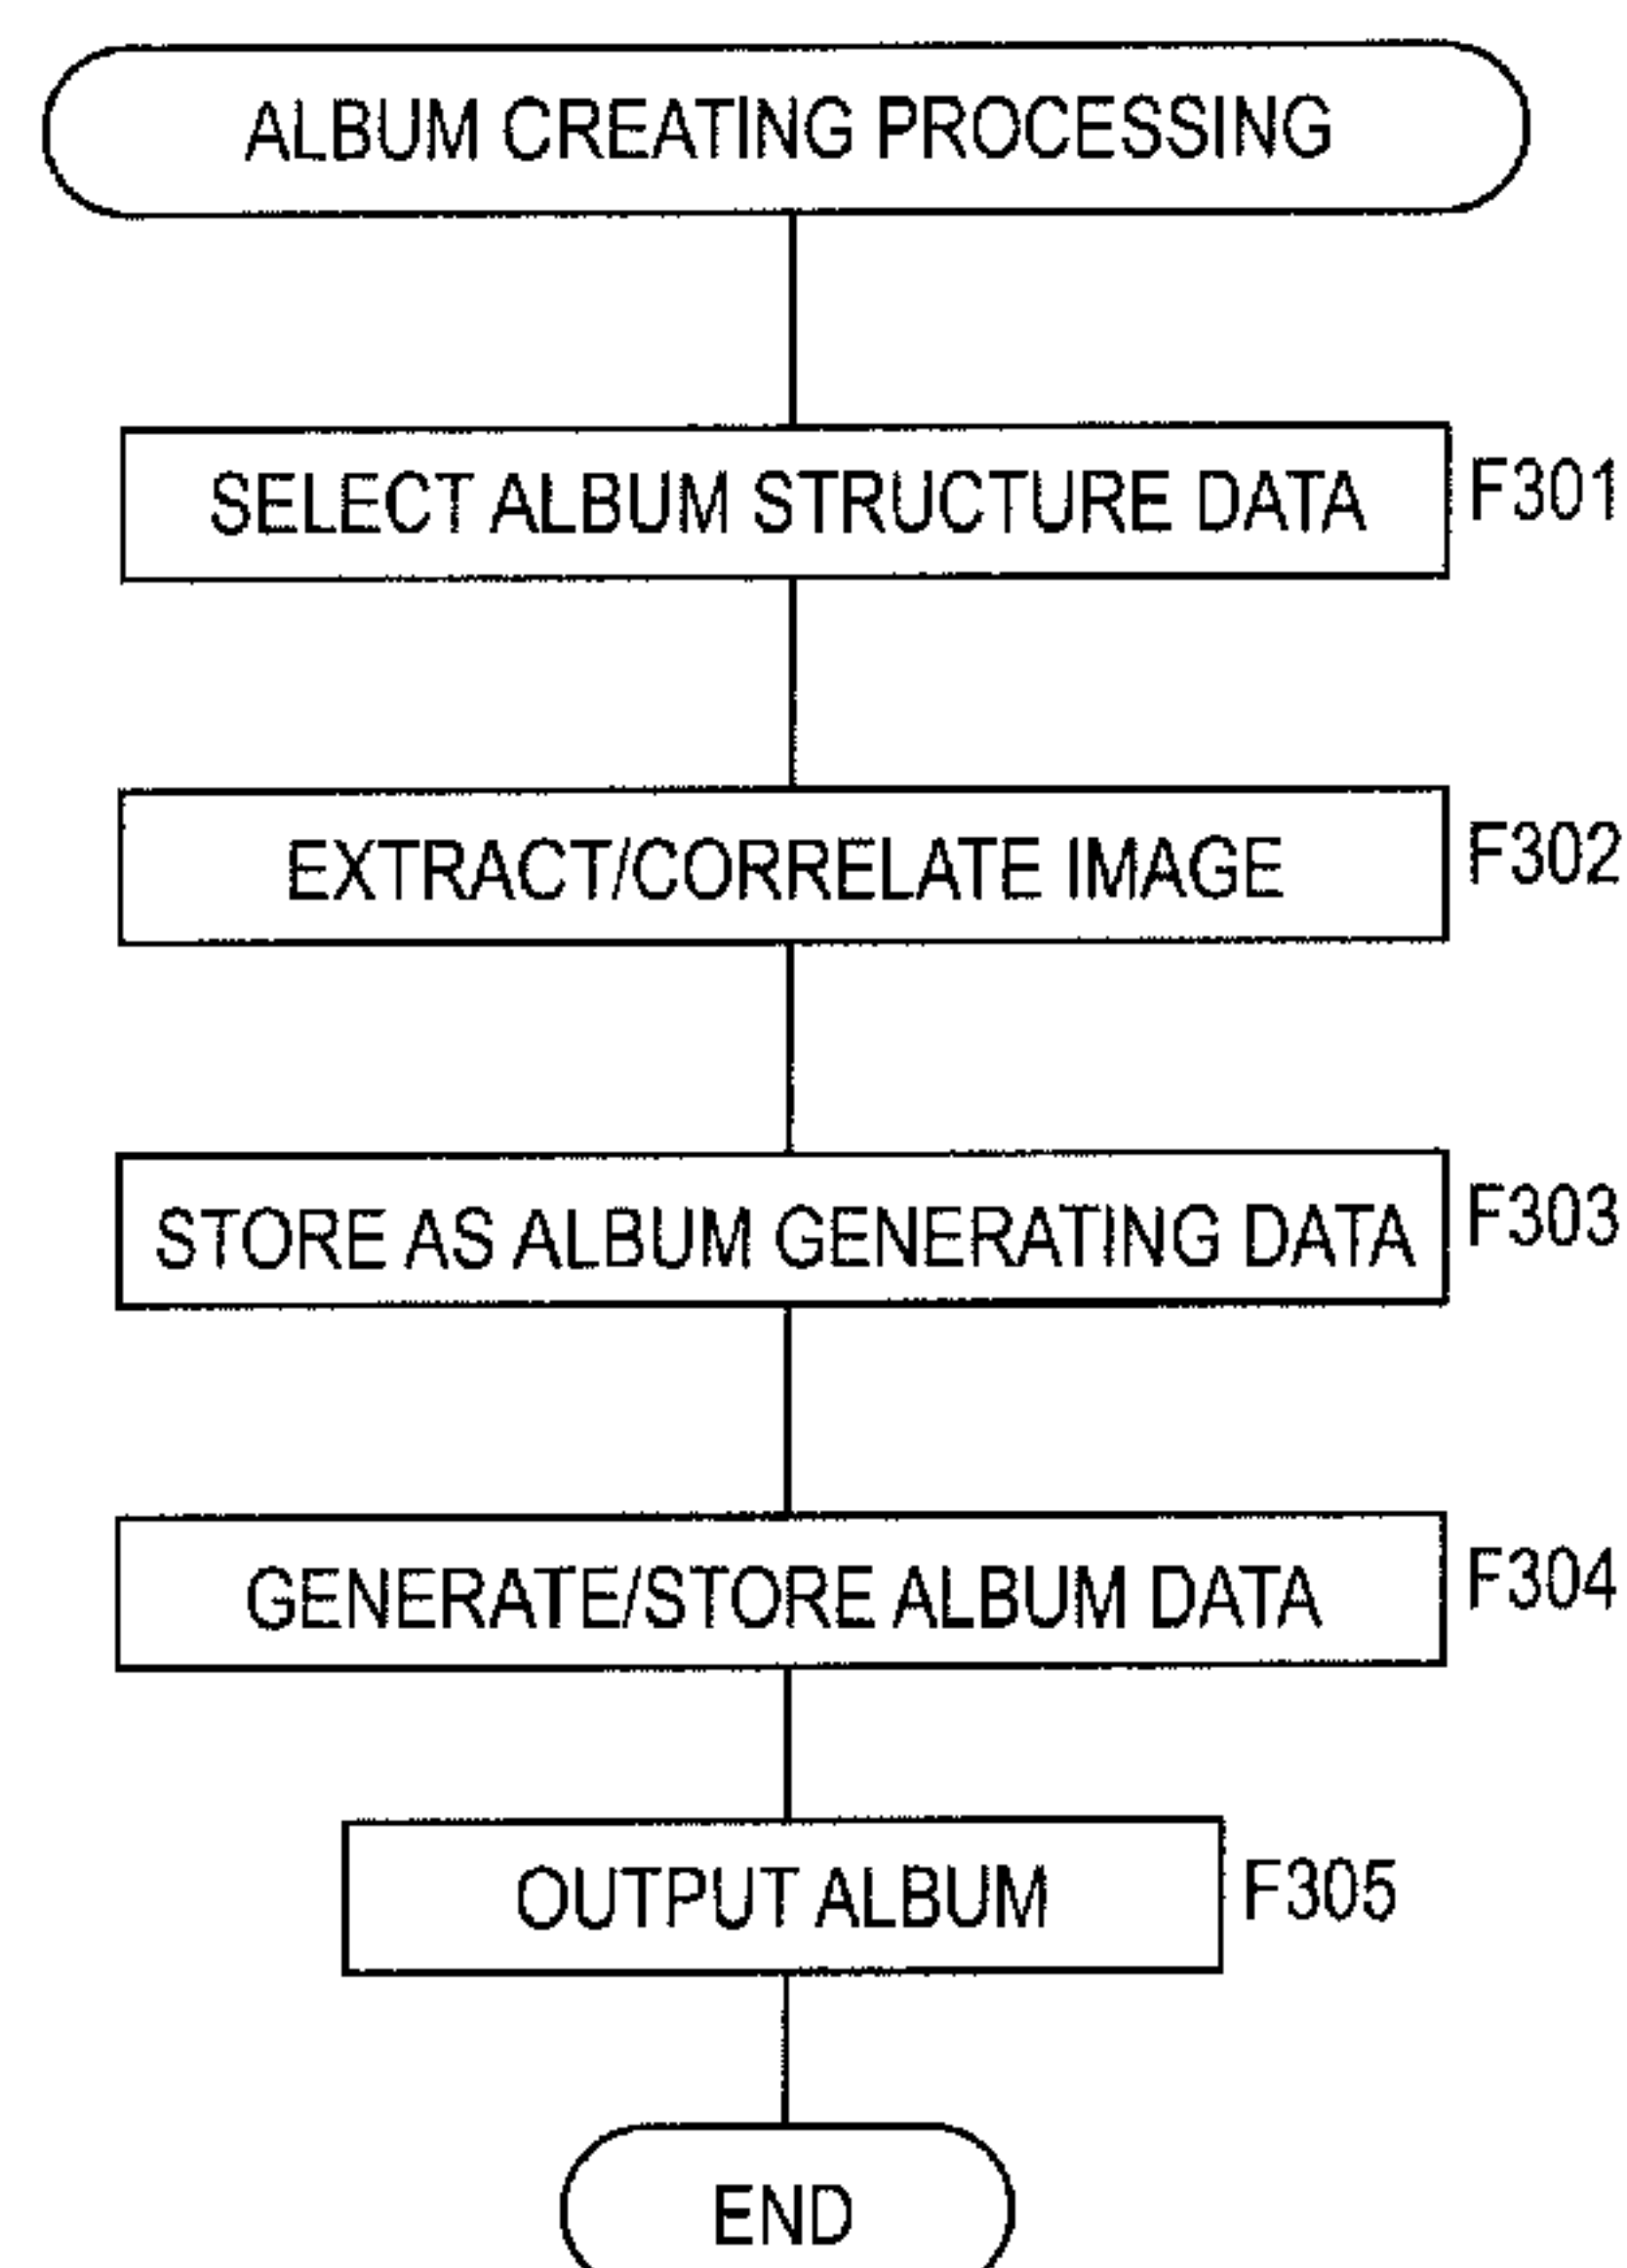 ALBUM CREATING PROCESSING
SELECT ALBUM STRUCTURE DATA F301
EXTRACT/CORRELATE IMAGE F302
STORE AS ALBUM GENERATING DATA F303
GENERATE/STORE ALBUM DATA F304
OUTPUT ALBUM F305
END